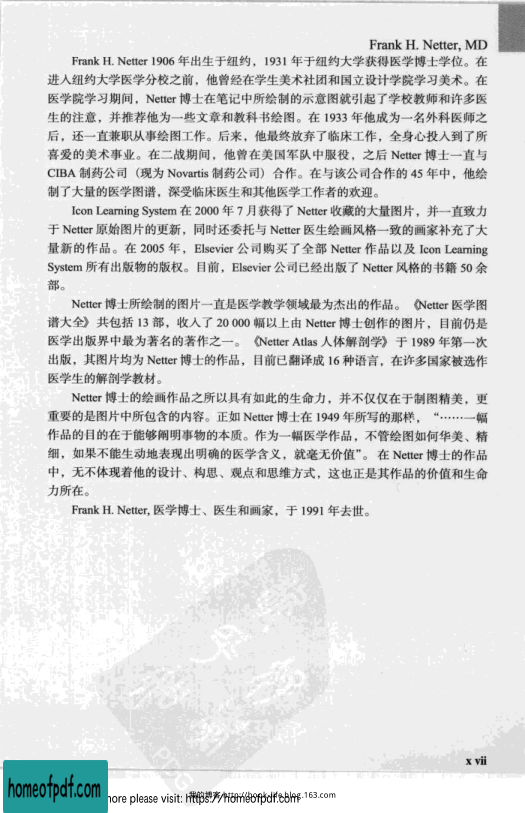 Frank H. Netter, MD
Frank H. Netter 1906 年出生于纽约，1931 年于纽约大学获得医学博士学位。在
进入纽约大学医学分校之前，他曾经在学生美术社团和国立设计学院学习美术。在
医学院学习期间，Netter 博士在笔记中所绘制的示意图就引起了学校教师和许多医
生的注意，并推荐他为一些文章和教科书绘图。在 1933 年他成为一名外科医师之
后，还一直兼职从事绘图工作。后来，他最终放弃了临床工作，全身心投入到了所
喜爱的美术事业。在二战期间，他曾在美国军队中服役，之后 Netter 博士一直与
CIBA 制药公司（现为 Novartis 制药公司）合作。在与该公司合作的 45 年中，他绘
制了大量的医学图谱，深受临床医生和其他医学工作者的欢迎。
Icon Learning System 在 2000 年 7 月获得了 Netter 收藏的大量图片，并一直致力
于 Netter 原始图片的更新，同时还委托与 Netter 医生绘画风格一致的画家补充了大
量新的作品。在 2005 年，Elsevier 公司购买了全部 Netter 作品以及 Icon Learning
System 所有出版物的版权。目前，Elsevier 公司已经出版了 Netter 风格的书籍 50 余
部。
Netter 博士所绘制的图片一直是医学教学领域最为杰出的作品。《Netter 医学图
谱大全》共包括 13 部，收入了 20 000 幅以上由 Netter 博士创作的图片，目前仍是
医学出版界中最为著名的著作之一。《Netter Atlas 人体解剖学》于 1989 年第一次
出版，其图片均为 Netter 博士的作品，目前已翻译成 16 种语言，在许多国家被选作
医学生的解剖学教材。
Netter 博士的绘画作品之所以具有如此的生命力，并不仅仅在于制图精美，更
重要的是图片中所包含的内容。正如 Netter 博士在 1949 年所写的那样，“……一幅
作品的目的在于能够阐明事物的本质。作为一幅医学作品，不管绘图如何华美、精
细，如果不能生动地表现出明确的医学含义，就毫无价值”。在 Netter 博士的作品
中，无不体现着他的设计、构思、观点和思维方式，这也正是其作品的价值和生命
力所在。
Frank H. Netter, 医学博士、医生和画家，于 1991 年去世。
x vii
homeofpdf.com
more please visit: https://homeofpdf.com
我的博客 http://book-life.blog.163.com